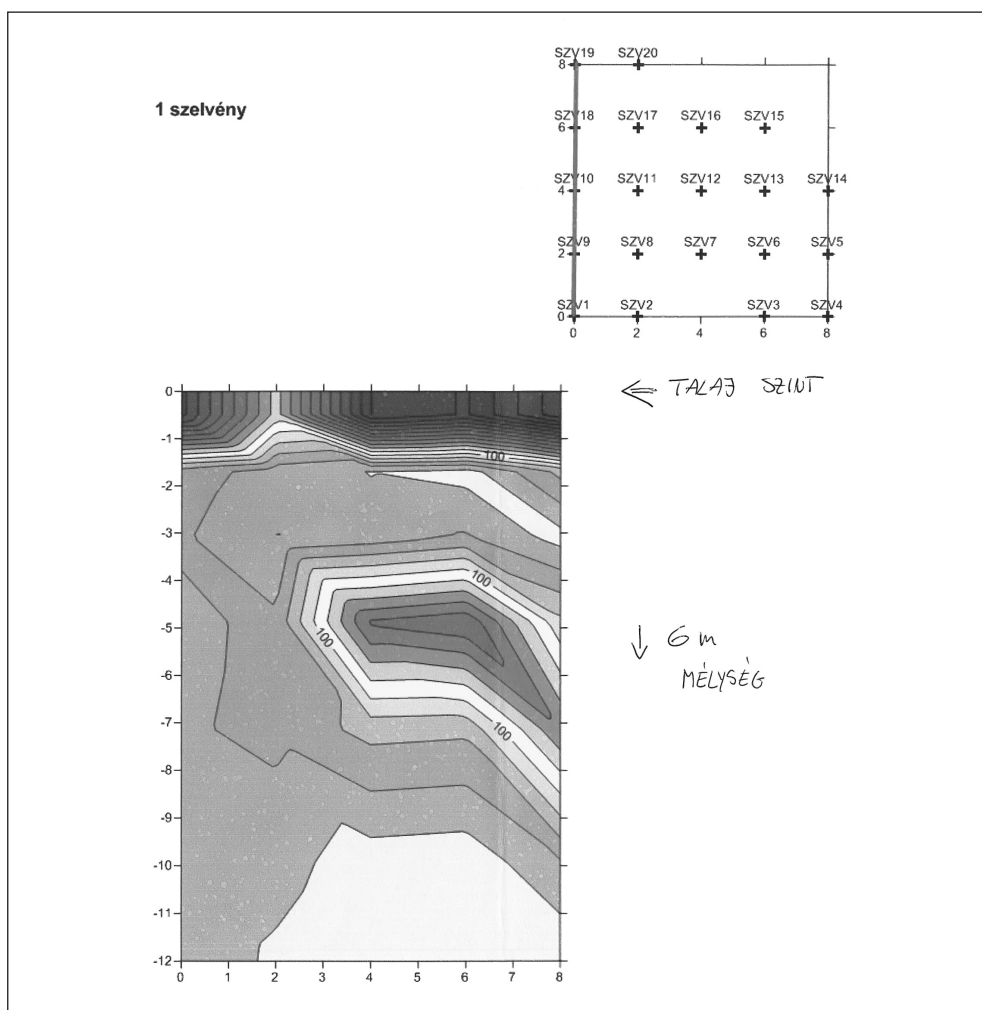 1 szelvény
SZV19 SZV20
8
SZV18 SZV17 SZV16 SZV15
6
SZV10 SZV11 SZV12 SZV13 SZV14
4
SZV9 SZV8 SZV7 SZV6 SZV5
2
SZV1 SZV2 SZV3 SZV4
0
0 2 4 6 8
← TALAJ SZINT
0
-1
100
-2
-3
-4
100
-5
100
↓ 6 m
MÉLYSÉG
-6
-7
100
-8
-9
-10
-11
-12
0 1 2 3 4 5 6 7 8